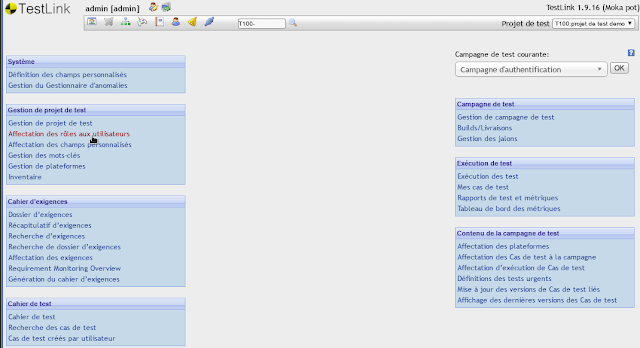 TestLink
admin [admin]
TestLink 1.9.16 (Moka pot)
T100-
Projet de test
T100 projet de test demo
Système
Définition des champs personnalisés
Gestion du Gestionnaire d'anomalies
Gestion de projet de test
Gestion de projet de test
Affectation des rôles aux utilisateurs
Affectation des champs personnalisés
Gestion des mots-clés
Gestion de plateformes
Inventaire
Cahier d'exigences
Dossier d'exigences
Récapitulatif d'exigences
Recherche d'exigences
Recherche de dossier d'exigences
Affectation des exigences
Requirement Monitoring Overview
Génération du cahier d'exigences
Cahier de test
Cahier de test
Recherche des cas de test
Cas de test créés par utilisateur
Campagne de test courante:
Campagne d'authentification
OK
Campagne de test
Gestion de campagne de test
Builds/Livraisons
Gestion des jalons
Exécution de test
Exécution des test
Mes cas de test
Rapports de test et métriques
Tableau de bord des métriques
Contenu de la campagne de test
Affectation des plateformes
Affectation des Cas de test à la campagne
Affectation d'exécution de Cas de test
Définitions des tests urgents
Mise à jour des versions de Cas de test liés
Affichage des dernières versions des Cas de test